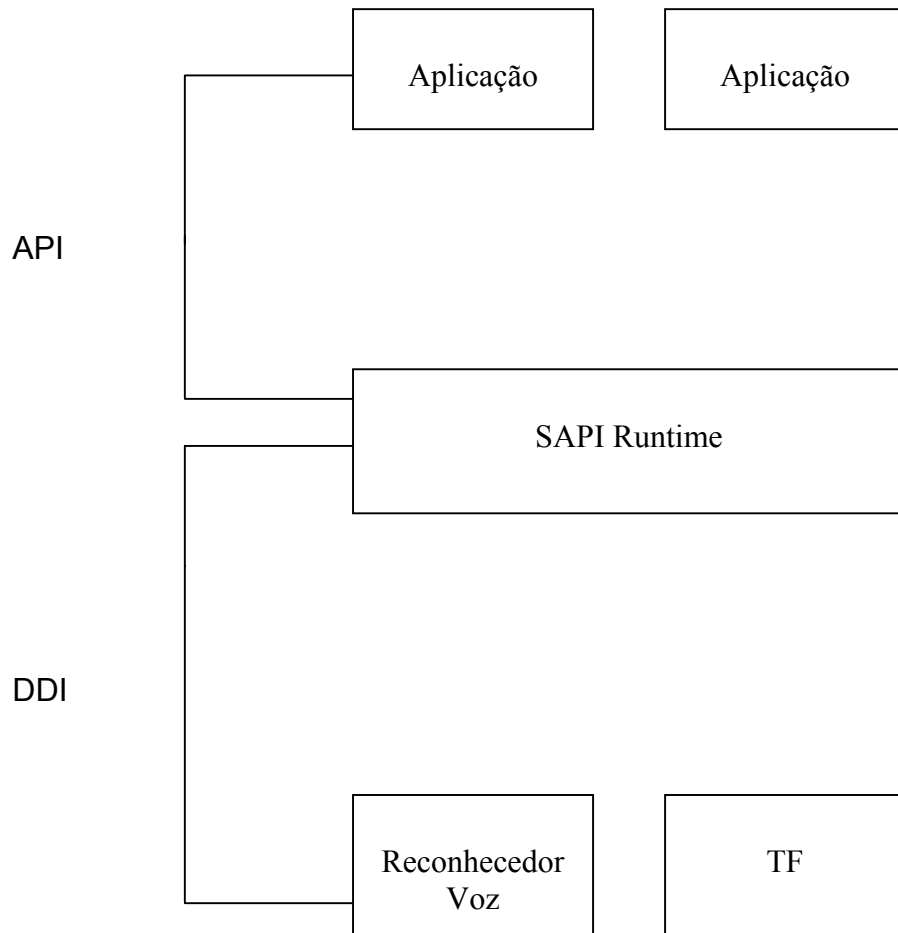 Aplicação
Aplicação
API
SAPI Runtime
DDI
Reconhecedor
Voz
TF